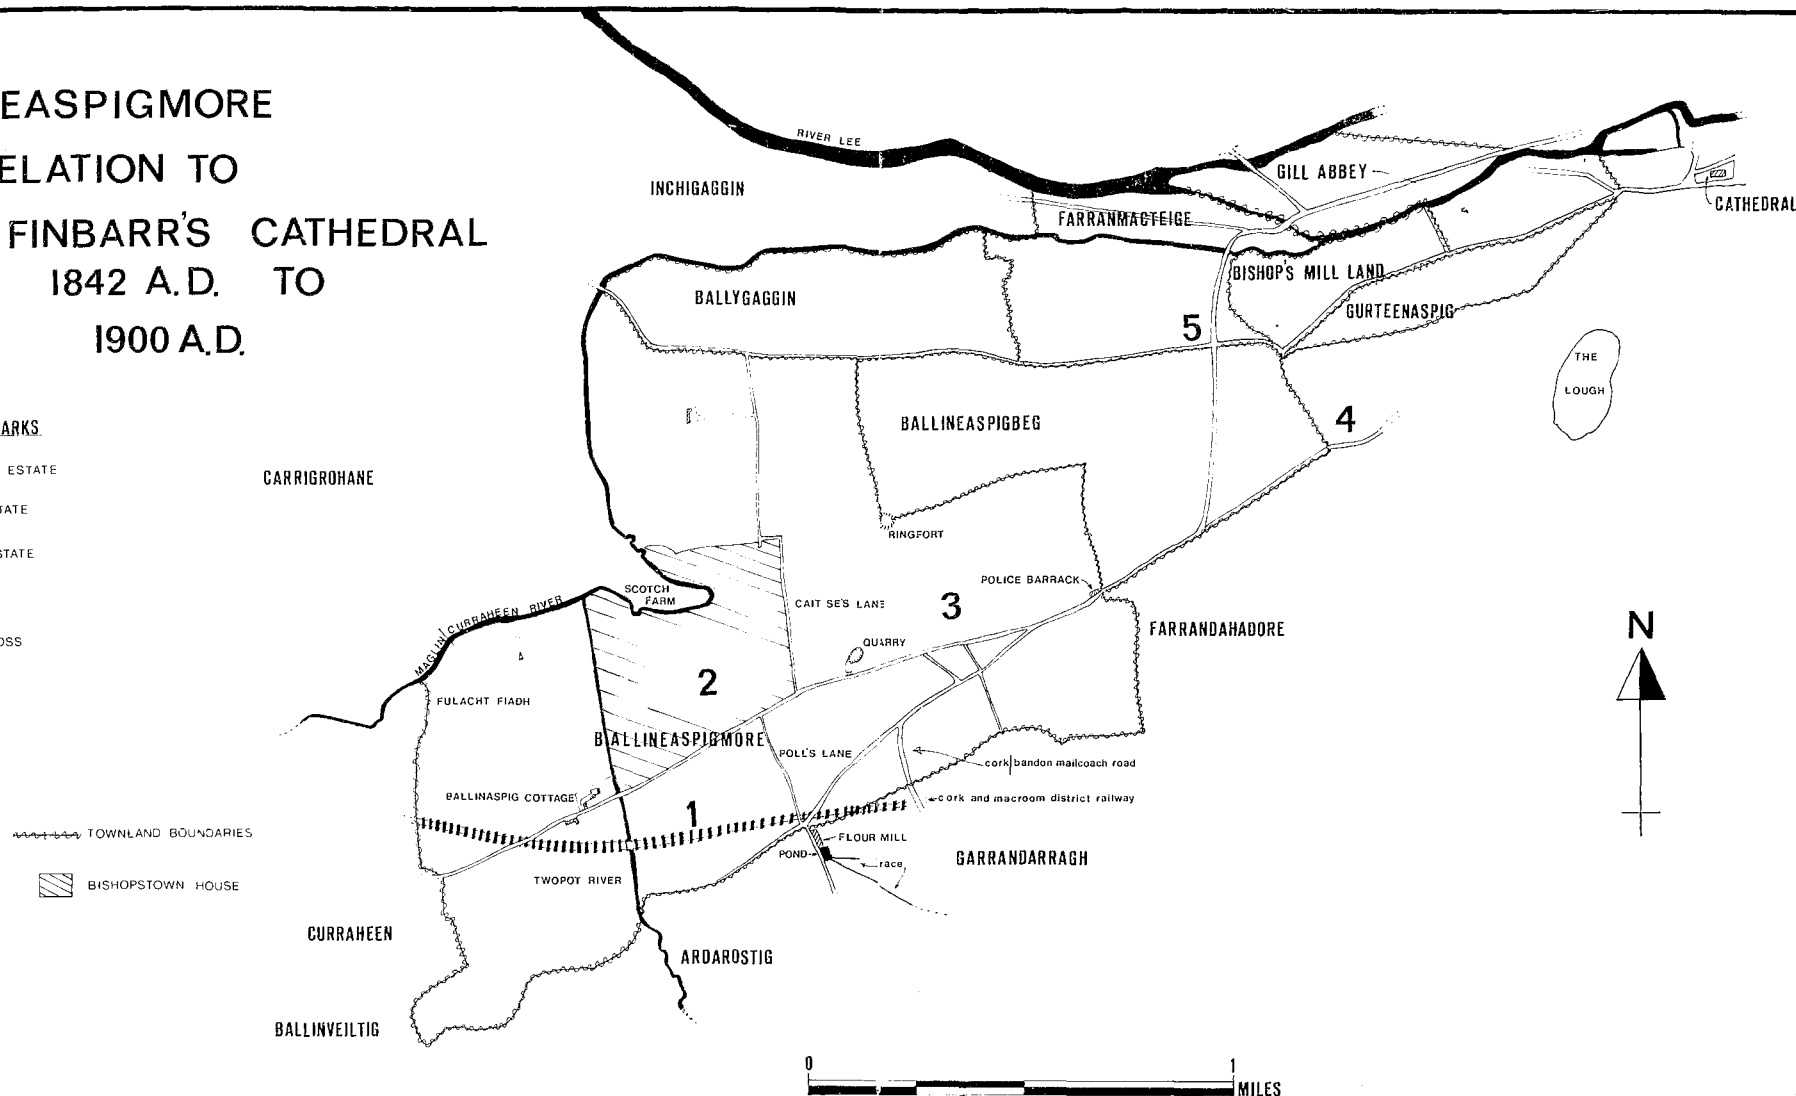 EASPIGMORE
ELATION TO
FINBARR'S CATHEDRAL
1842 A.D. TO
1900 A.D.
ARKS
ESTATE
TATE
STATE
OSS
TOWNLAND BOUNDARIES
BISHOPSTOWN HOUSE
RIVER LEE
INCHIGAGGIN
GILL ABBEY
FARRANMACTEIGE
CATHEDRAL
BISHOP'S MILL LAND
BALLYGAGGIN
GURTEENASPIG
5
THE
LOUGH
4
BALLINEASPIGBEG
CARRIGROHANE
RINGFORT
POLICE BARRACK
SCOTCH
FARM
CAIT SE'S LANE
3
MAGLIN/CURRAHEEN RIVER
FARRANDAHADORE
N
QUARRY
2
FULACHT FIADH
BALLINEASPIGMORE
POLL'S LANE
cork/bandon mailcoach road
BALLINASPIG COTTAGE
1
cork and macroom district railway
FLOUR MILL
POND
race
GARRANDARRAGH
TWOPOT RIVER
CURRAHEEN
ARDAROSTIG
BALLINVEILTIG
0 1
MILES